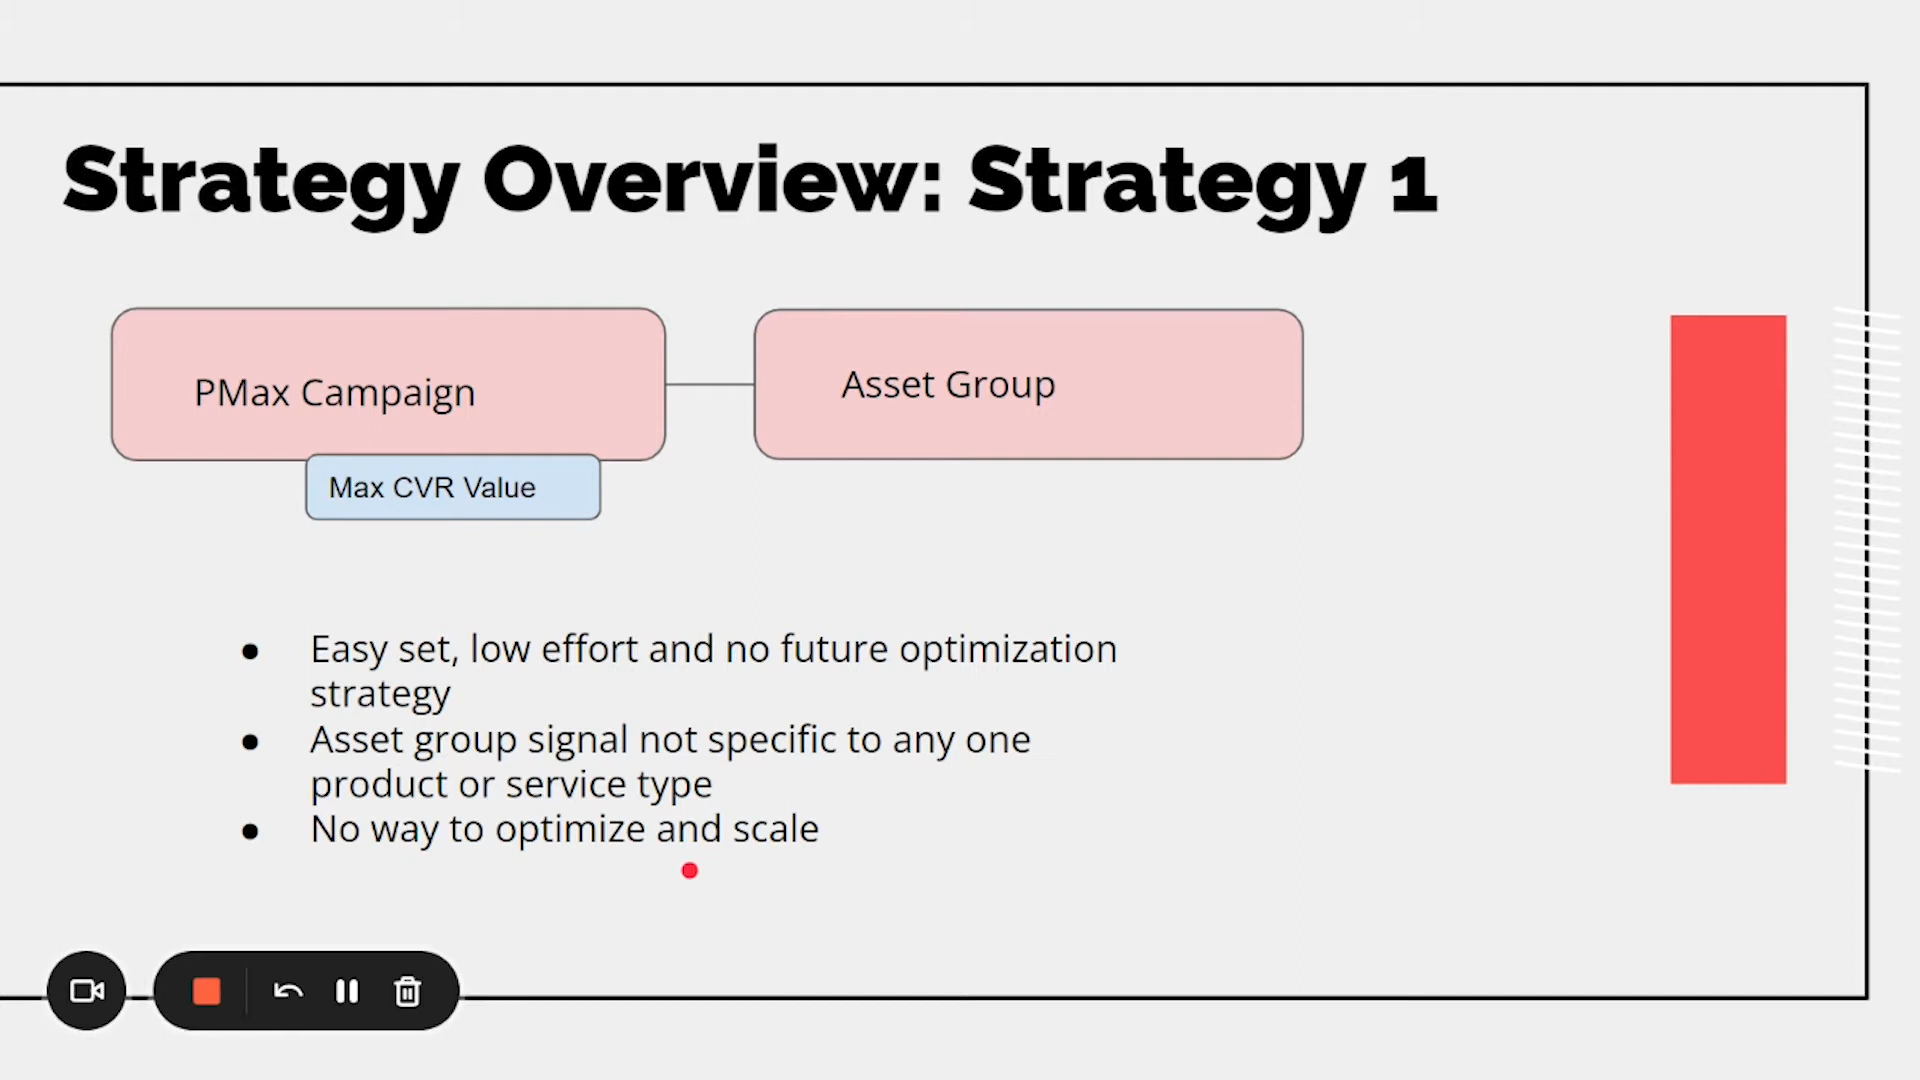 Strategy Overview: Strategy 1
PMax Campaign
Asset Group
Max CVR Value
● Easy set, low effort and no future optimization
strategy
● Asset group signal not specific to any one
product or service type
● No way to optimize and scale